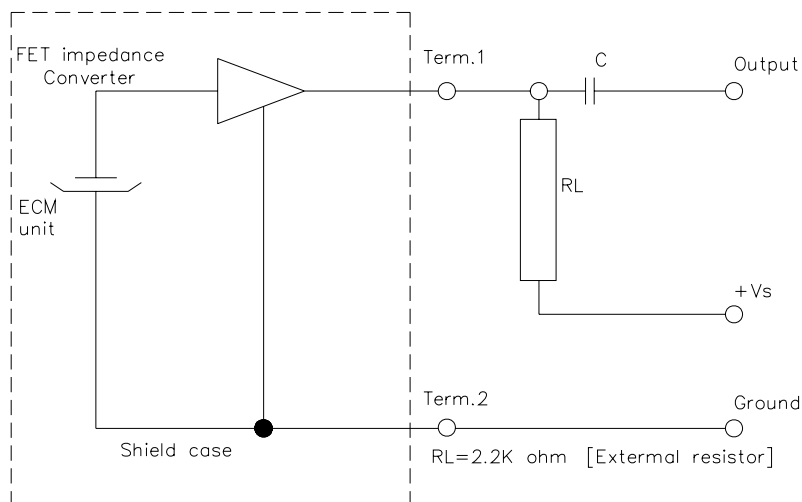 FET impedance
Converter
Term.1
C
Output
RL
ECM
unit
+Vs
Term.2
Ground
Shield case
RL=2.2K ohm [Extermal resistor]